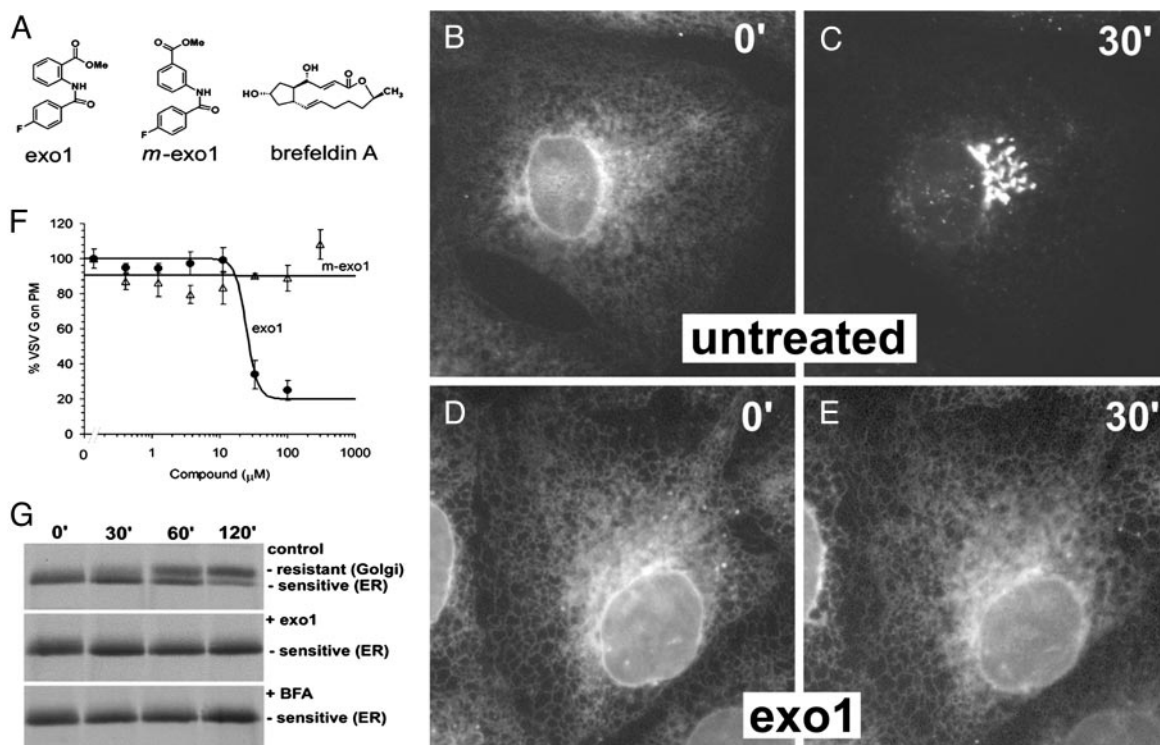 A
O
OMe
NH
O
F
exo1
OMe
O
NH
O
F
m-exo1
OH
O
O
HO
CH₃
brefeldin A
B
0'
C
30'
untreated
F
% VSV G on PM
120
100
80
60
40
20
0
m-exo1
exo1
0 1 10 100 1000
Compound (μM)
D
0'
E
30'
exo1
G
0' 30' 60' 120'
control
- resistant (Golgi)
- sensitive (ER)
+ exo1
- sensitive (ER)
+ BFA
- sensitive (ER)